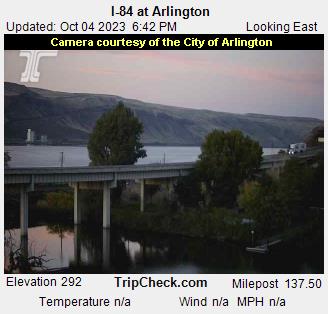 I-84 at Arlington
Updated: Oct 04 2023 6:42 PM Looking East
Camera courtesy of the City of Arlington
Elevation 292 TripCheck.com Milepost 137.50
Temperature n/a Wind n/a MPH n/a